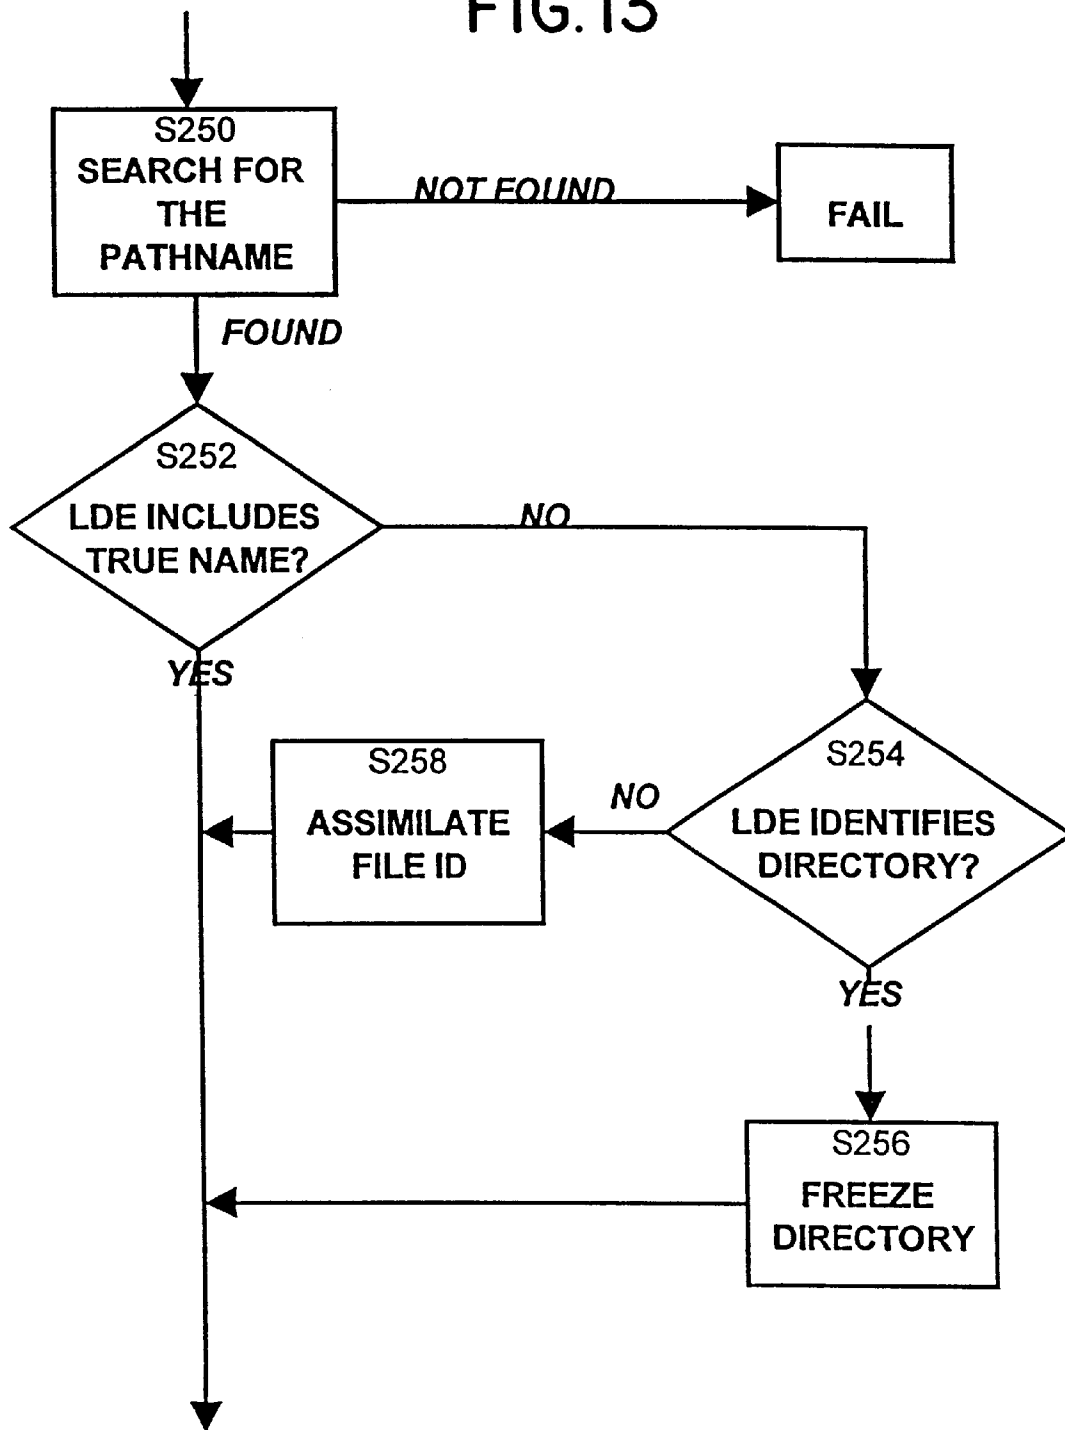 FIG. 13
S250
SEARCH FOR
THE
PATHNAME
NOT FOUND
FAIL
FOUND
S252
LDE INCLUDES
TRUE NAME?
NO
YES
S254
LDE IDENTIFIES
DIRECTORY?
NO
S258
ASSIMILATE
FILE ID
YES
S256
FREEZE
DIRECTORY